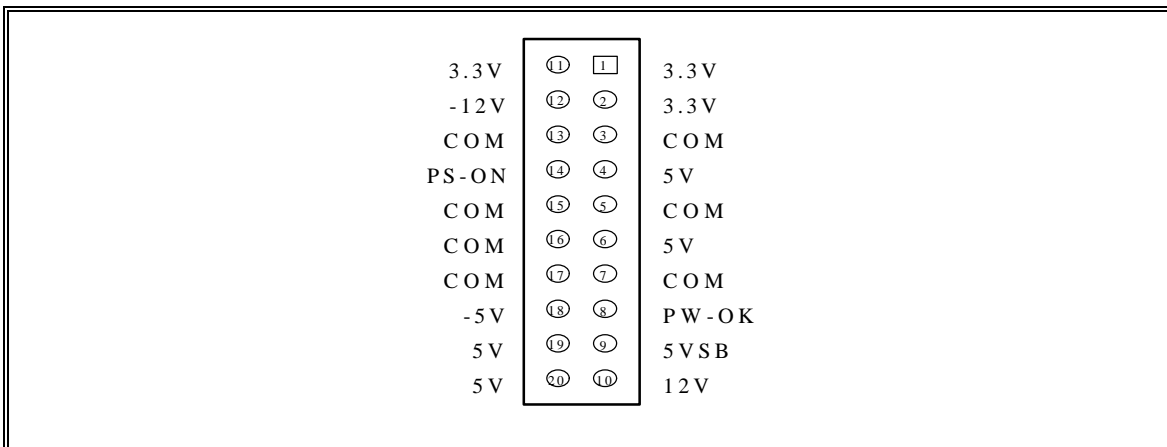 3.3V 11 1 3.3V
-12V 12 2 3.3V
COM 13 3 COM
PS-ON 14 4 5V
COM 15 5 COM
COM 16 6 5V
COM 17 7 COM
-5V 18 8 PW-OK
5V 19 9 5VSB
5V 20 10 12V